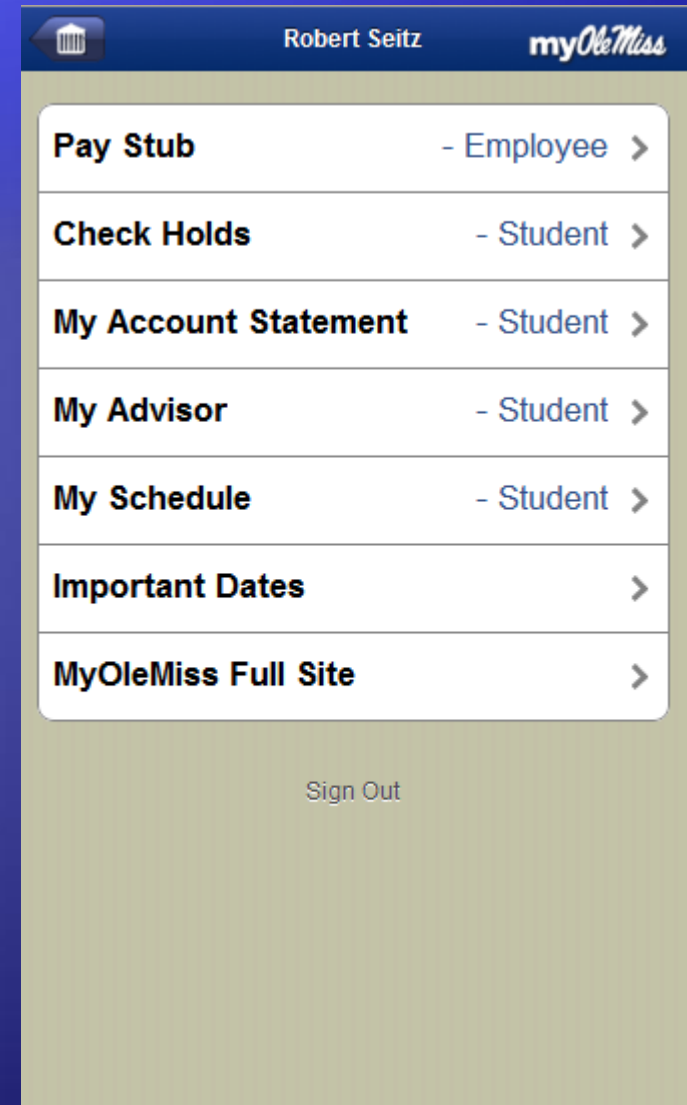 Robert Seitz myOleMiss
Pay Stub - Employee
Check Holds - Student
My Account Statement - Student
My Advisor - Student
My Schedule - Student
Important Dates
MyOleMiss Full Site
Sign Out